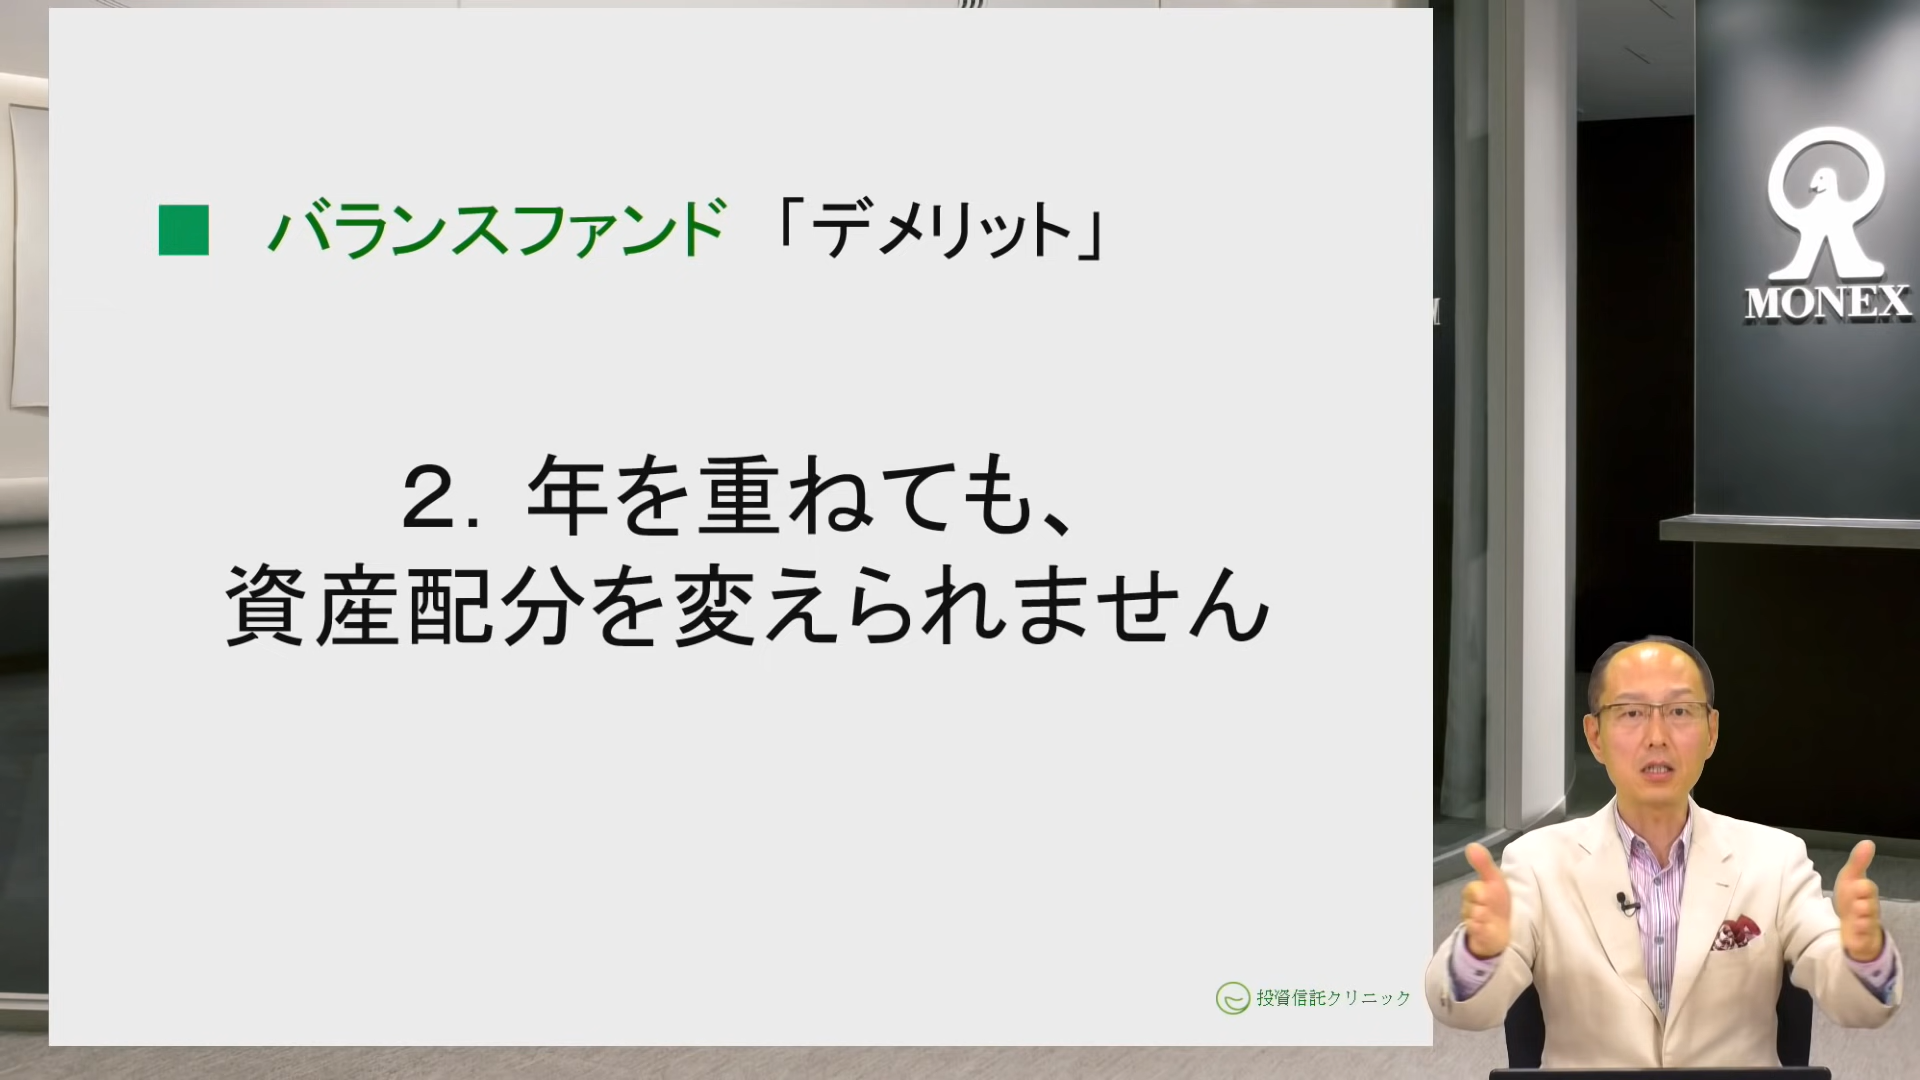 ■ バランスファンド 「デメリット」
２．年を重ねても、
資産配分を変えられません
投資信託クリニック
MONEX